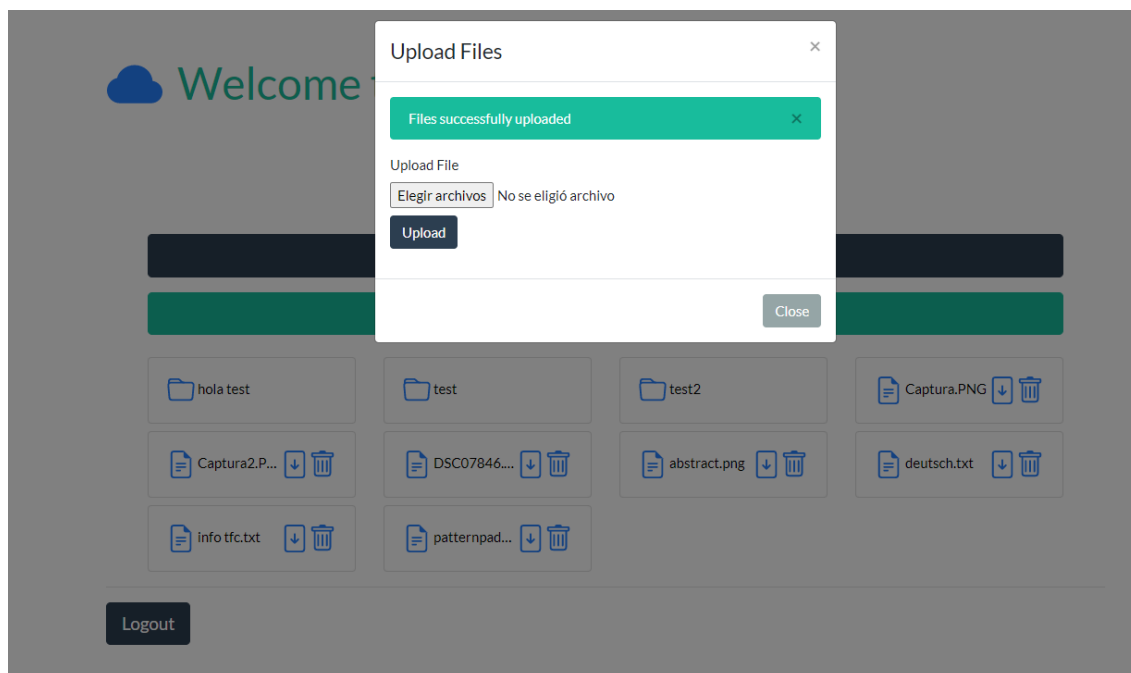 Upload Files ×
Welcome
Files successfully uploaded ×
Upload File
Elegir archivos No se eligió archivo
Upload
Close
hola test test test2 Captura.PNG
Captura2.P... DSC07846.... abstract.png deutsch.txt
info tfc.txt patternpad...
Logout